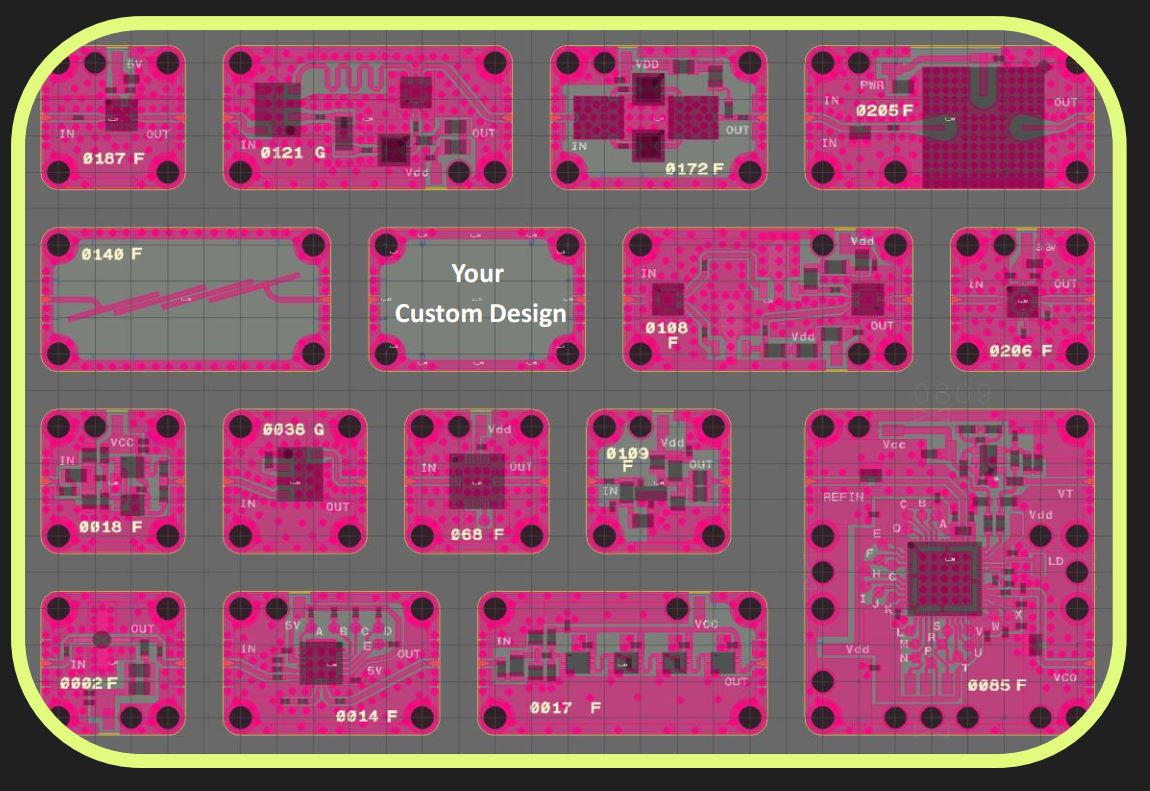 5V
IN
OUT
0187 F
IN
0121 G
OUT
Vdd
VDD
OUT
IN
0172 F
PWR
IN
0205 F
OUT
IN
0140 F
Your
Custom Design
IN
Vdd
0108
F
OUT
Vdd
IN
OUT
0206 F
VCC
IN
0018 F
0038 G
IN
OUT
Vdd
IN
OUT
068 F
0109
F
Vdd
OUT
IN
0809
Vcc
REFIN
VT
C B
Vdd
A
D
E
F
LD
H G
I J K
X
W
V
S
R
P
L
M
N
U
T
Vdd
VCO
0085 F
OUT
IN
0002 F
5V
A B C D
E
IN
OUT
5V
0014 F
VCC
IN
OUT
0017 F